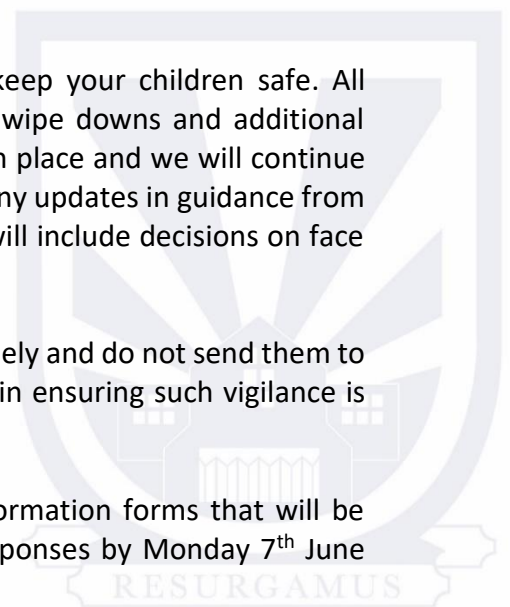 keep your children safe. All
wipe downs and additional
n place and we will continue
ny updates in guidance from
will include decisions on face
ely and do not send them to
in ensuring such vigilance is
ormation forms that will be
ponses by Monday 7th June
RESURGAMUS